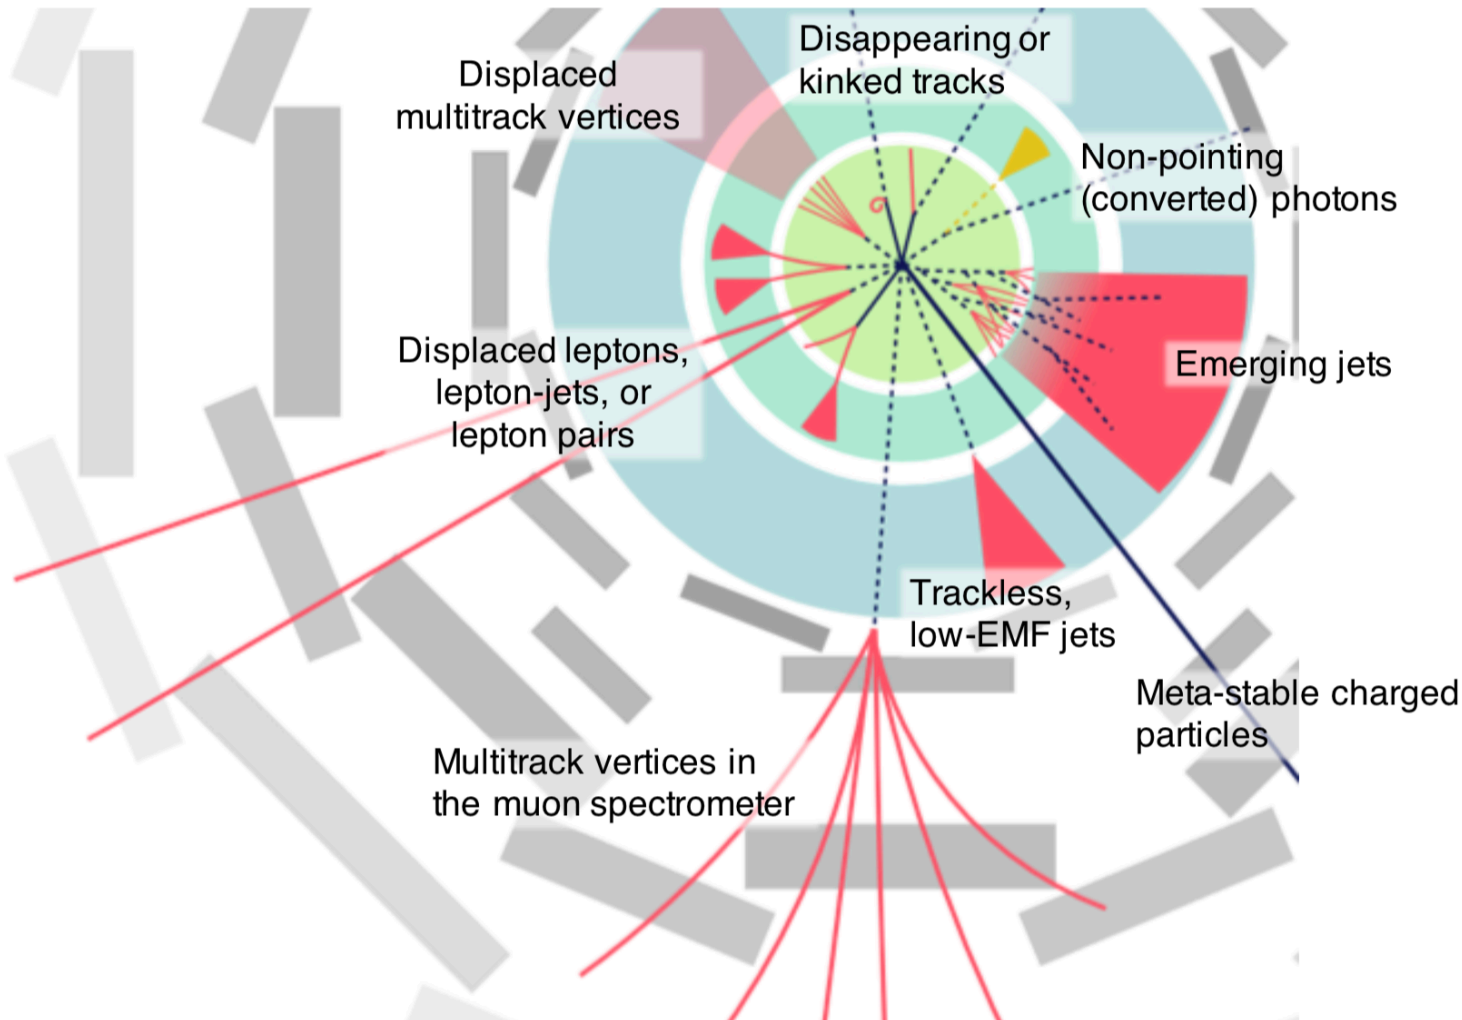 Disappearing or
kinked tracks
Displaced
multitrack vertices
Non-pointing
(converted) photons
Displaced leptons,
lepton-jets, or
lepton pairs
Emerging jets
Trackless,
low-EMF jets
Meta-stable charged
particles
Multitrack vertices in
the muon spectrometer